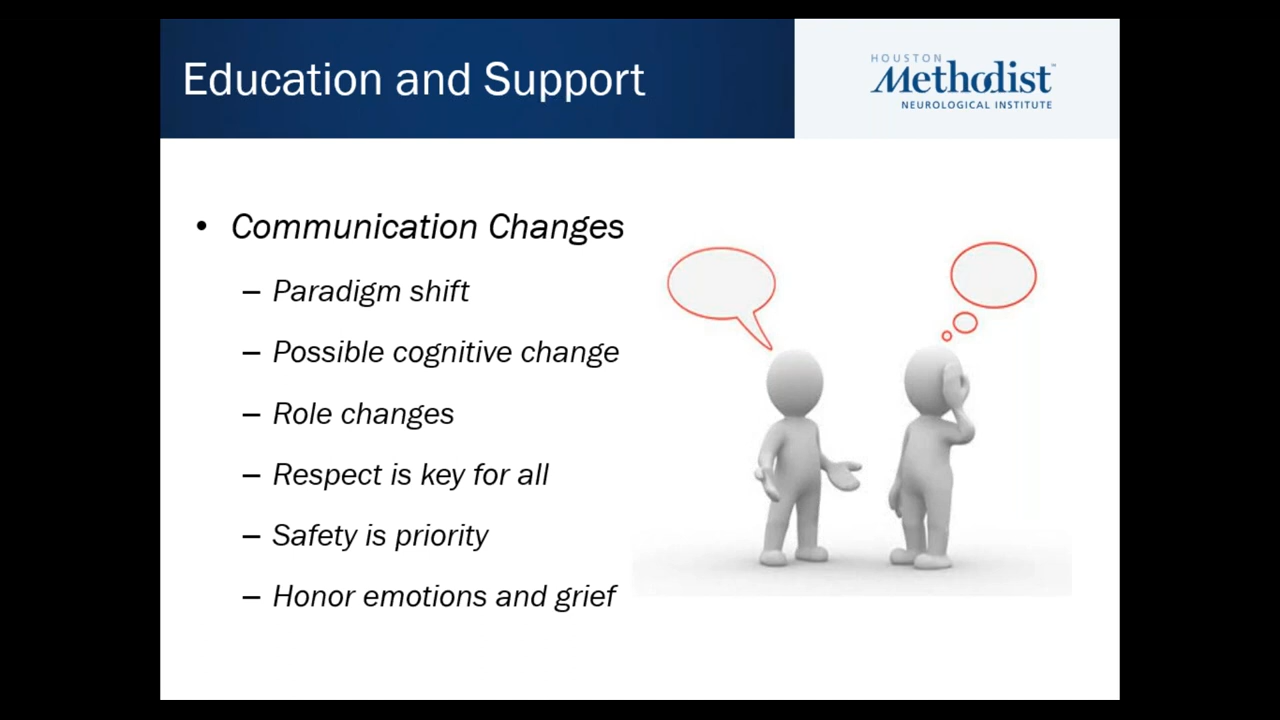 Education and Support
HOUSTON
Methodist™
NEUROLOGICAL INSTITUTE
• Communication Changes
– Paradigm shift
– Possible cognitive change
– Role changes
– Respect is key for all
– Safety is priority
– Honor emotions and grief